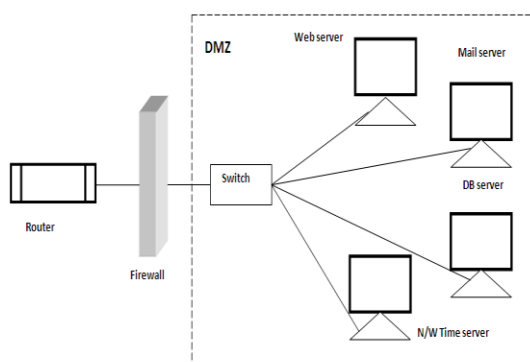 DMZ
Web server
Mail server
Switch
DB server
Router
Firewall
N/W Time server